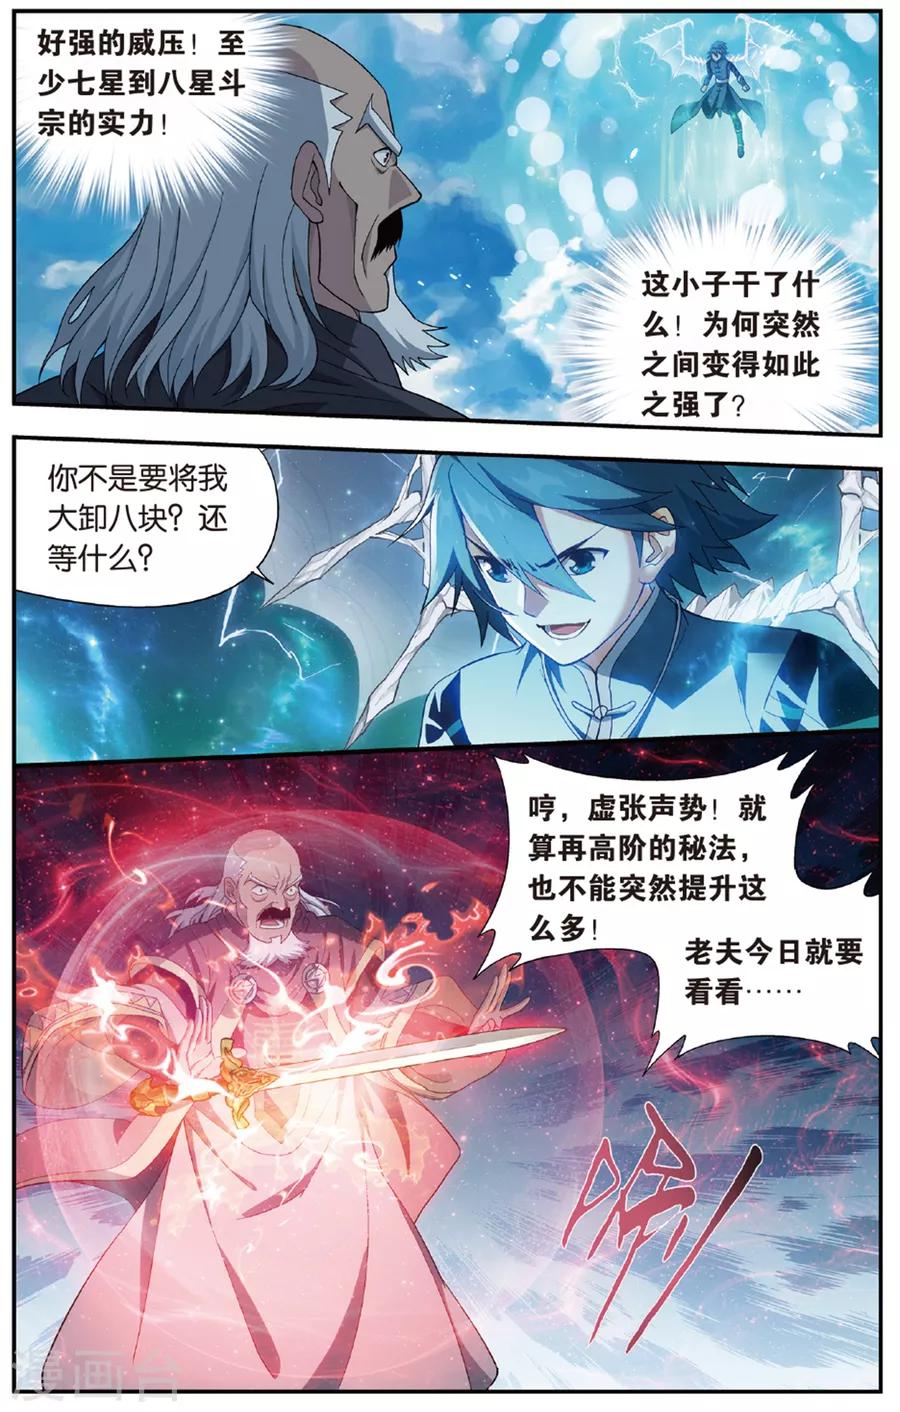 好强的威压！至
少七星到八星斗
宗的实力！
这小子干了什
么！为何突然
之间变得如此
之强了？
你不是要将我
大卸八块？还
等什么？
哼，虚张声势！就
算再高阶的秘法，
也不能突然提升这
么多！
老夫今日就要
看看……
漫画台